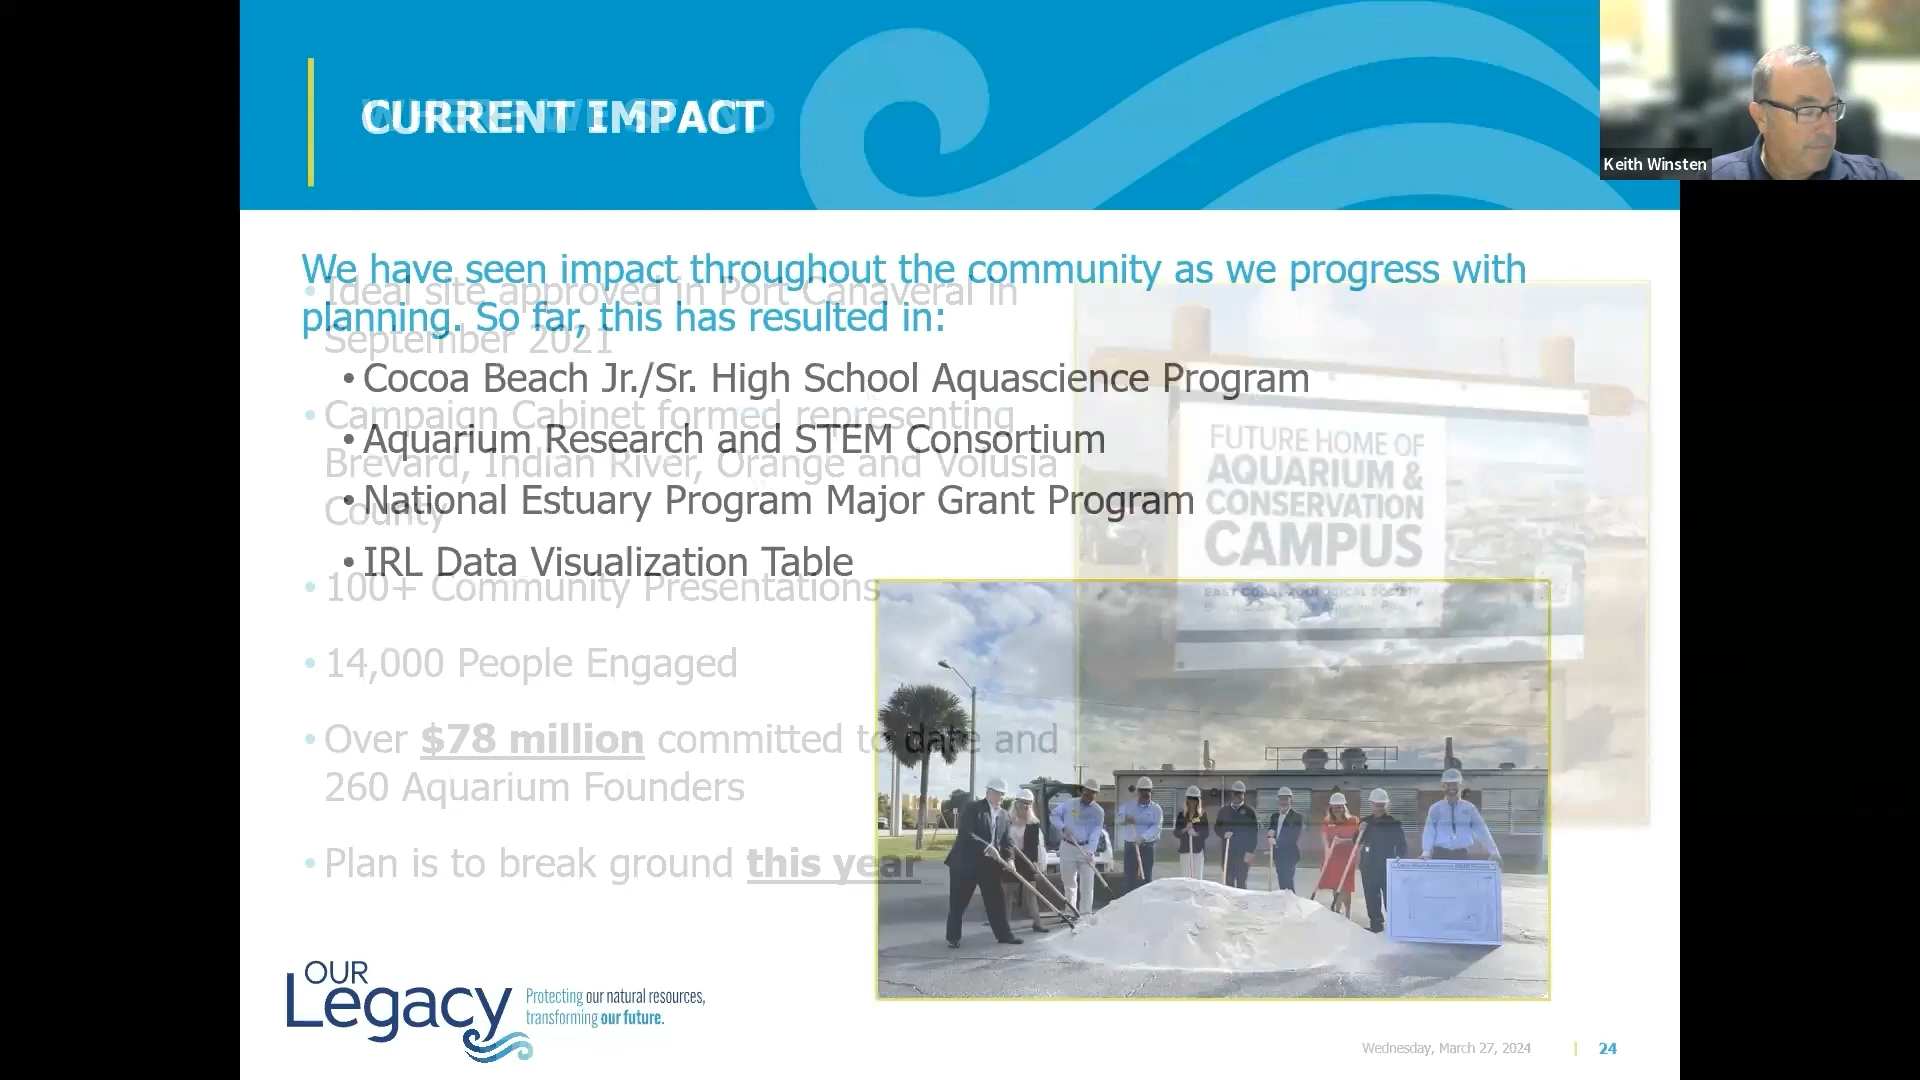 CURRENT IMPACT
Keith Winsten
We have seen impact throughout the community as we progress with
planning. So far, this has resulted in:
• Cocoa Beach Jr./Sr. High School Aquascience Program
• Aquarium Research and STEM Consortium
• National Estuary Program Major Grant Program
• IRL Data Visualization Table
• Ideal site approved in Port Canaveral in
September 2021
• Campaign Cabinet formed representing
Brevard, Indian River, Orange and Volusia
County
• 100+ Community Presentations
• 14,000 People Engaged
• Over $78 million committed to date and
260 Aquarium Founders
• Plan is to break ground this year
FUTURE HOME OF
AQUARIUM &
CONSERVATION
CAMPUS
EAST COAST ZOOLOGICAL SOCIETY
OUR
Legacy
Protecting our natural resources,
transforming our future.
Wednesday, March 27, 2024
24